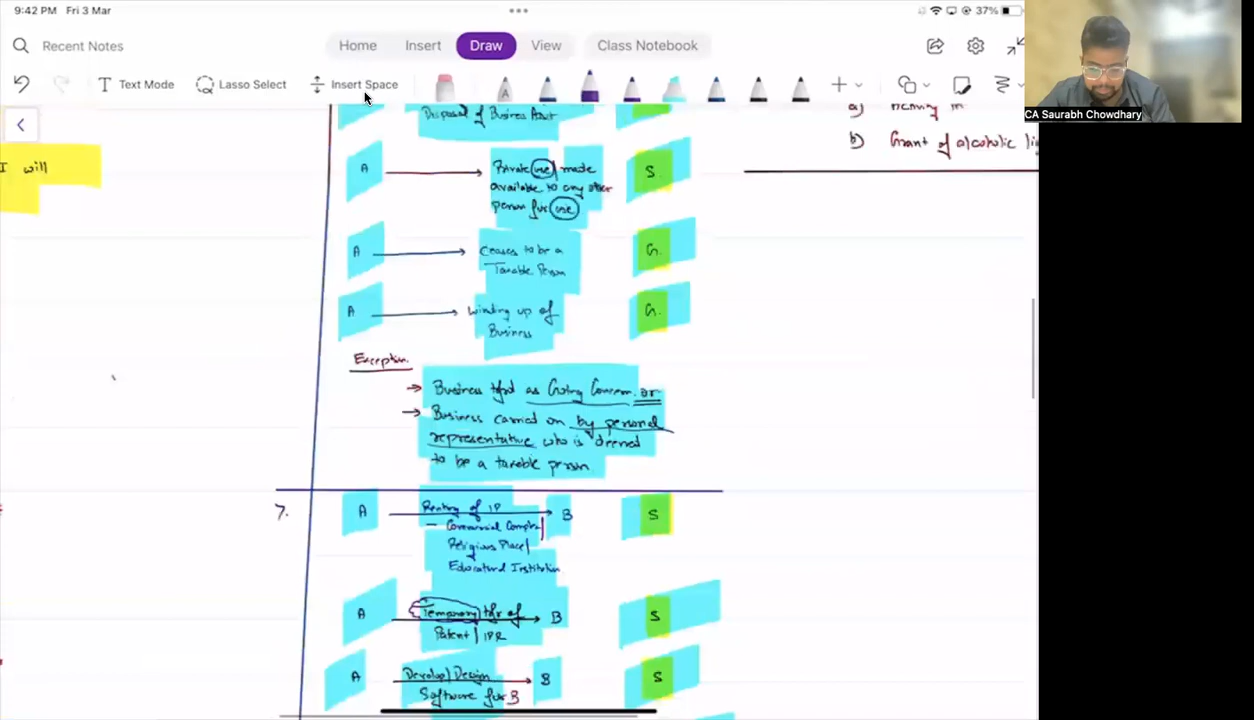 9:42 PM Fri 3 Mar
37%
Recent Notes
Home
Insert
Draw
View
Class Notebook
Text Mode
Lasso Select
Insert Space
CA Saurabh Chowdhary
I will
Disposal of Business Asset
b) Grant of alcoholic
A
Private use/ made
available to any other
person for use
S.
A
Ceases to be a
Taxable Person
G.
A
Winding up of
Business
G.
Exception
→ Business tfrd as Going Concern or
→ Business carried on by personal
representative who is deemed
to be a taxable person
7.
A
Renting of IP
B
S
– Commercial Complex/
Religious Place/
Educational Institution
A
Temporary tfr of
B
S
Patent/ IPR
A
Develop/Design
B
S
Software for B